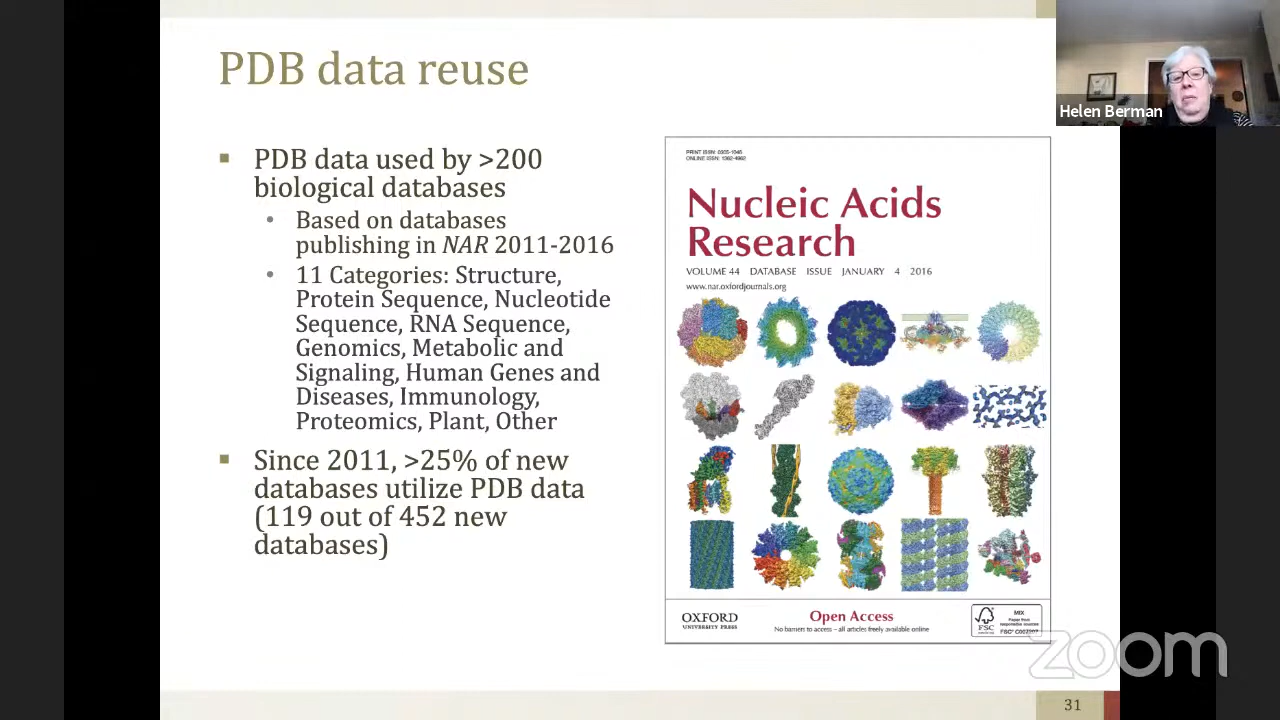 PDB data reuse
Helen Berman
PDB data used by >200
biological databases
Based on databases
publishing in NAR 2011-2016
11 Categories: Structure,
Protein Sequence, Nucleotide
Sequence, RNA Sequence,
Genomics, Metabolic and
Signaling, Human Genes and
Diseases, Immunology,
Proteomics, Plant, Other
Since 2011, >25% of new
databases utilize PDB data
(119 out of 452 new
databases)
PRINT ISSN: 0305-1048
ONLINE ISSN: 1362-4962
Nucleic Acids
Research
VOLUME 44 DATABASE ISSUE JANUARY 4 2016
www.nar.oxfordjournals.org
OXFORD
UNIVERSITY PRESS
Open Access
No barriers to access – all articles freely available online
FSC
MIX
Paper from
responsible sources
zoom
31